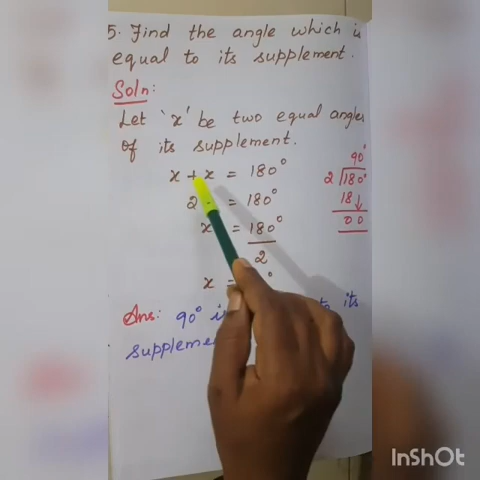 5. Find the angle which is
equal to its supplement.
Soln:
Let 'x' be two equal angles
of its supplement.
x + x = 180°
2 = 180°
x = 180°
2
x = °
90°
2 180°
18↓
00
Ans: 90° its
suppleme
InShOt